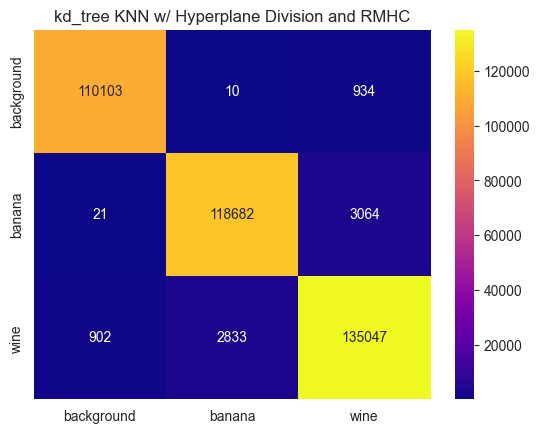 kd_tree KNN w/ Hyperplane Division and RMHC
background
110103 10 934
banana
21 118682 3064
wine
902 2833 135047
background banana wine
120000
100000
80000
60000
40000
20000